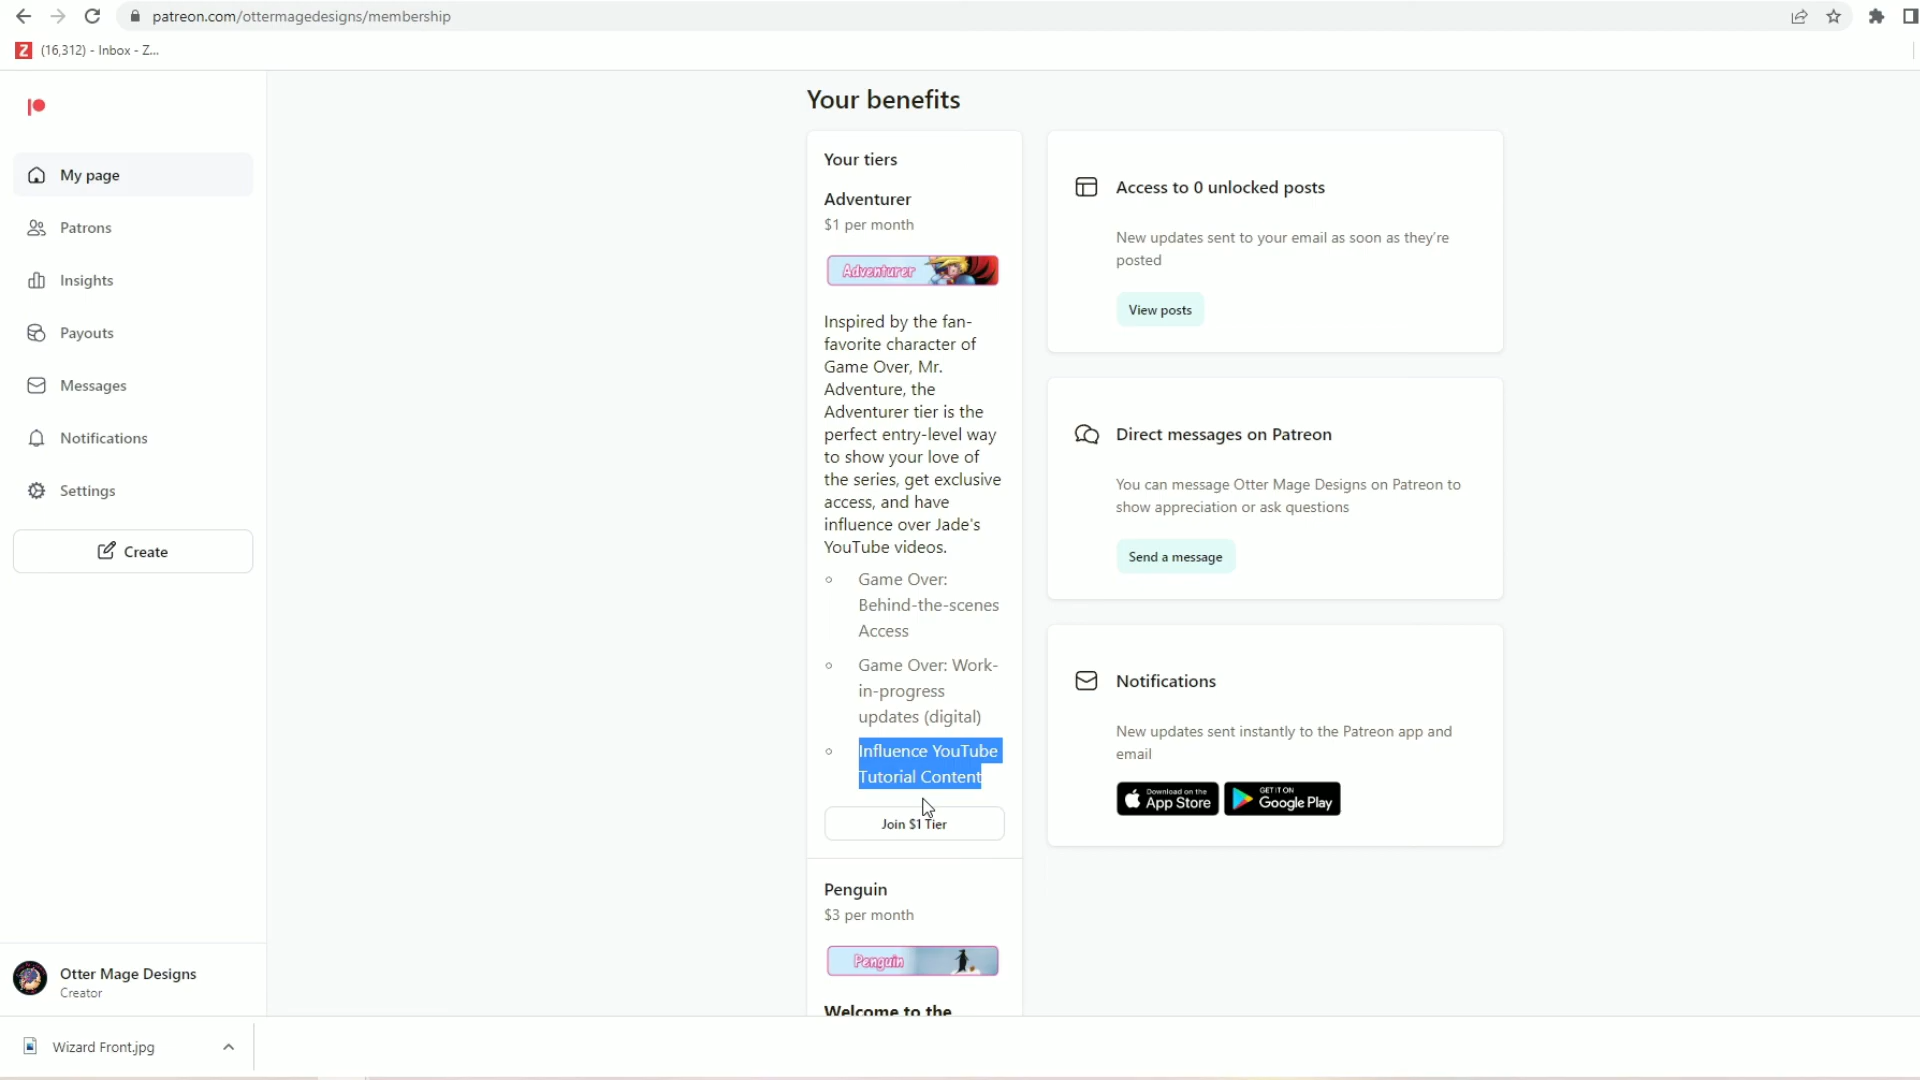 patreon.com/ottermagedesigns/membership
Z (16,312) - Inbox - Z...
My page
Patrons
Insights
Payouts
Messages
Notifications
Settings
Create
Otter Mage Designs
Creator
Your benefits
Your tiers
Adventurer
$1 per month
Adventurer
Inspired by the fan-
favorite character of
Game Over, Mr.
Adventure, the
Adventurer tier is the
perfect entry-level way
to show your love of
the series, get exclusive
access, and have
influence over Jade's
YouTube videos.
Game Over:
Behind-the-scenes
Access
Game Over: Work-
in-progress
updates (digital)
Influence YouTube
Tutorial Content
Join $1 Tier
Penguin
$3 per month
Penguin
Welcome to the
Access to 0 unlocked posts
New updates sent to your email as soon as they're
posted
View posts
Direct messages on Patreon
You can message Otter Mage Designs on Patreon to
show appreciation or ask questions
Send a message
Notifications
New updates sent instantly to the Patreon app and
email
Download on the
App Store
GET IT ON
Google Play
Wizard Front.jpg